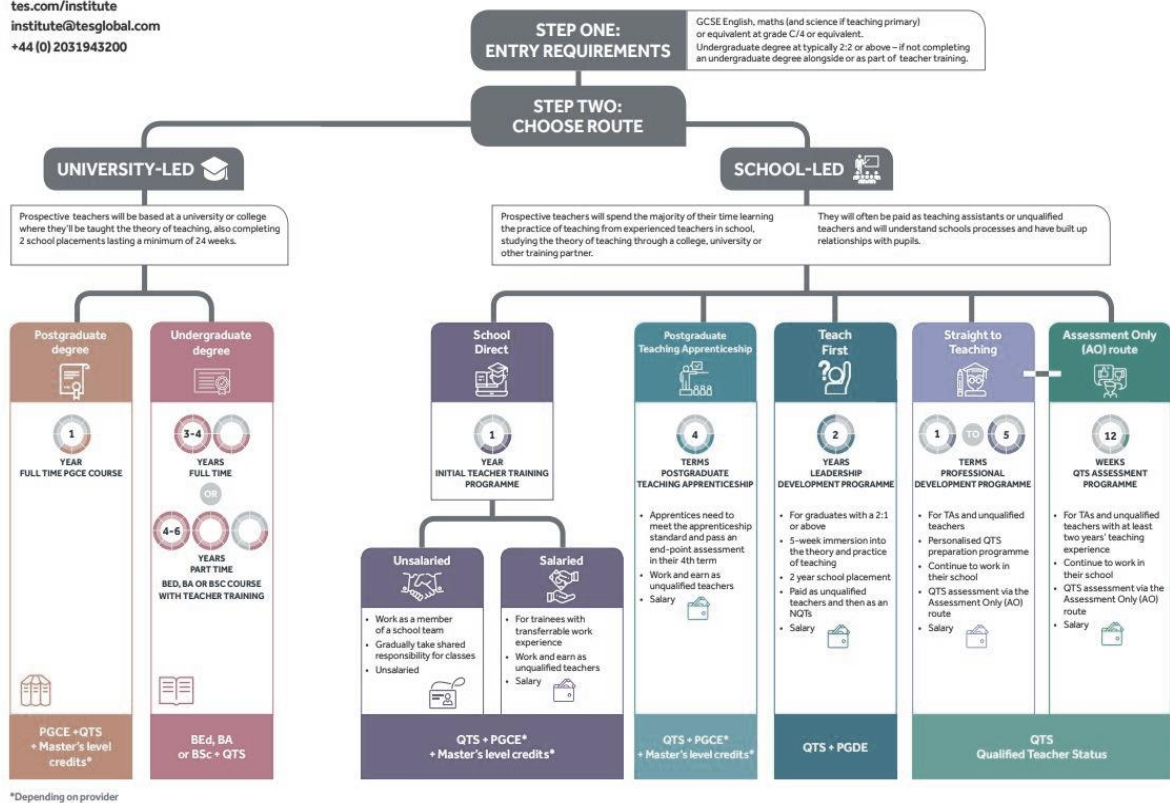 tes.com/institute
institute@tesglobal.com
+44 (0) 2031943200
STEP ONE:
ENTRY REQUIREMENTS
GCSE English, maths (and science if teaching primary)
or equivalent at grade C/4 or equivalent.
Undergraduate degree at typically 2:2 or above – if not completing
an undergraduate degree alongside or as part of teacher training.
STEP TWO:
CHOOSE ROUTE
UNIVERSITY-LED
Prospective teachers will be based at a university or college
where they'll be taught the theory of teaching, also completing
2 school placements lasting a minimum of 24 weeks.
SCHOOL-LED
Prospective teachers will spend the majority of their time learning
the practice of teaching from experienced teachers in school,
studying the theory of teaching through a college, university or
other training partner.
They will often be paid as teaching assistants or unqualified
teachers and will understand schools processes and have built up
relationships with pupils.
Postgraduate
degree
1
YEAR
FULL TIME PGCE COURSE
PGCE +QTS
+ Master's level
credits*
Undergraduate
degree
3-4
YEARS
FULL TIME
OR
4-6
YEARS
PART TIME
BED, BA OR BSC COURSE
WITH TEACHER TRAINING
BEd, BA
or BSc + QTS
School
Direct
1
YEAR
INITIAL TEACHER TRAINING
PROGRAMME
Unsalaried
• Work as a member
of a school team
• Gradually take shared
responsibility for classes
• Unsalaried
Salaried
• For trainees with
transferrable work
experience
• Work and earn as
unqualified teachers
• Salary
QTS + PGCE*
+ Master's level credits*
Postgraduate
Teaching Apprenticeship
4
TERMS
POSTGRADUATE
TEACHING APPRENTICESHIP
• Apprentices need to
meet the apprenticeship
standard and pass an
end-point assessment
in their 4th term
• Work and earn as
unqualified teachers
• Salary
QTS + PGCE*
+ Master's level credits*
Teach
First
2
YEARS
LEADERSHIP
DEVELOPMENT PROGRAMME
• For graduates with a 2:1
or above
• 5-week immersion into
the theory and practice
of teaching
• 2 year school placement
• Paid as unqualified
teachers and then as an
NQTs
• Salary
QTS + PGDE
Straight to
Teaching
1 TO 5
TERMS
PROFESSIONAL
DEVELOPMENT PROGRAMME
• For TAs and unqualified
teachers
• Personalised QTS
preparation programme
• Continue to work in
their school
• QTS assessment via the
Assessment Only (AO)
route
• Salary
Assessment Only
(AO) route
12
WEEKS
QTS ASSESSMENT
PROGRAMME
• For TAs and unqualified
teachers with at least
two years' teaching
experience
• Continue to work in
their school
• QTS assessment via the
Assessment Only (AO)
route
• Salary
QTS
Qualified Teacher Status
*Depending on provider